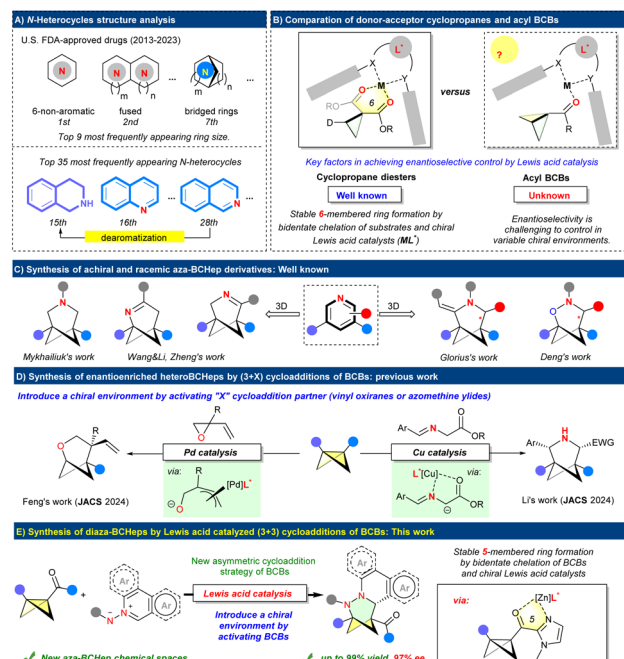 A) N-Heterocycles structure analysis
U.S. FDA-approved drugs (2013-2023)
N
N N
N
m n
m n
...
...
6-non-aromatic
1st
fused
2nd
bridged rings
7th
Top 9 most frequently appearing ring size.
Top 35 most frequently appearing N-heterocycles
NH
N
N
...
...
15th
16th
28th
dearomatization
B) Comparation of donor-acceptor cyclopropanes and acyl BCBs
L*
X
Y
M
O
O
6
RO
D
OR
versus
?
L*
X
Y
M
O
R
Key factors in achieving enantioselective control by Lewis acid catalysis
Cyclopropane diesters
Acyl BCBs
Well known
Unknown
Stable 6-membered ring formation by
bidentate chelation of substrates and chiral
Lewis acid catalysts (ML*)
Enantioselectivity is
challenging to control in
variable chiral environments.
C) Synthesis of achiral and racemic aza-BCHep derivatives: Well known
N
N
N
3D
N
3D
N
*
O
N
*
Mykhailiuk's work
Wang&Li, Zheng's work
Glorius's work
Deng's work
D) Synthesis of enantioenriched heteroBCHeps by (3+X) cycloadditions of BCBs: previous work
Introduce a chiral environment by activating "X" cycloaddition partner (vinyl oxiranes or azomethine ylides)
R
O
R
O
Pd catalysis
via:
R
[Pd]L*
O
Ar
N
O
OR
Cu catalysis
L*[Cu]
via:
Ar
N
O
OR
H
N
Ar
EWG
Feng's work (JACS 2024)
Li's work (JACS 2024)
E) Synthesis of diaza-BCHeps by Lewis acid catalyzed (3+3) cycloadditions of BCBs: This work
O
+
Ar
Ar
N
N
New asymmetric cycloaddition
strategy of BCBs
Lewis acid catalysis
Introduce a chiral
environment by
activating BCBs
Ar
Ar
N
N
O
Stable 5-membered ring formation
by bidentate chelation of BCBs
and chiral Lewis acid catalysts
via:
[Zn]L*
O
N
N
New aza-BCHep chemical spaces
up to 99% yield, 97% ee